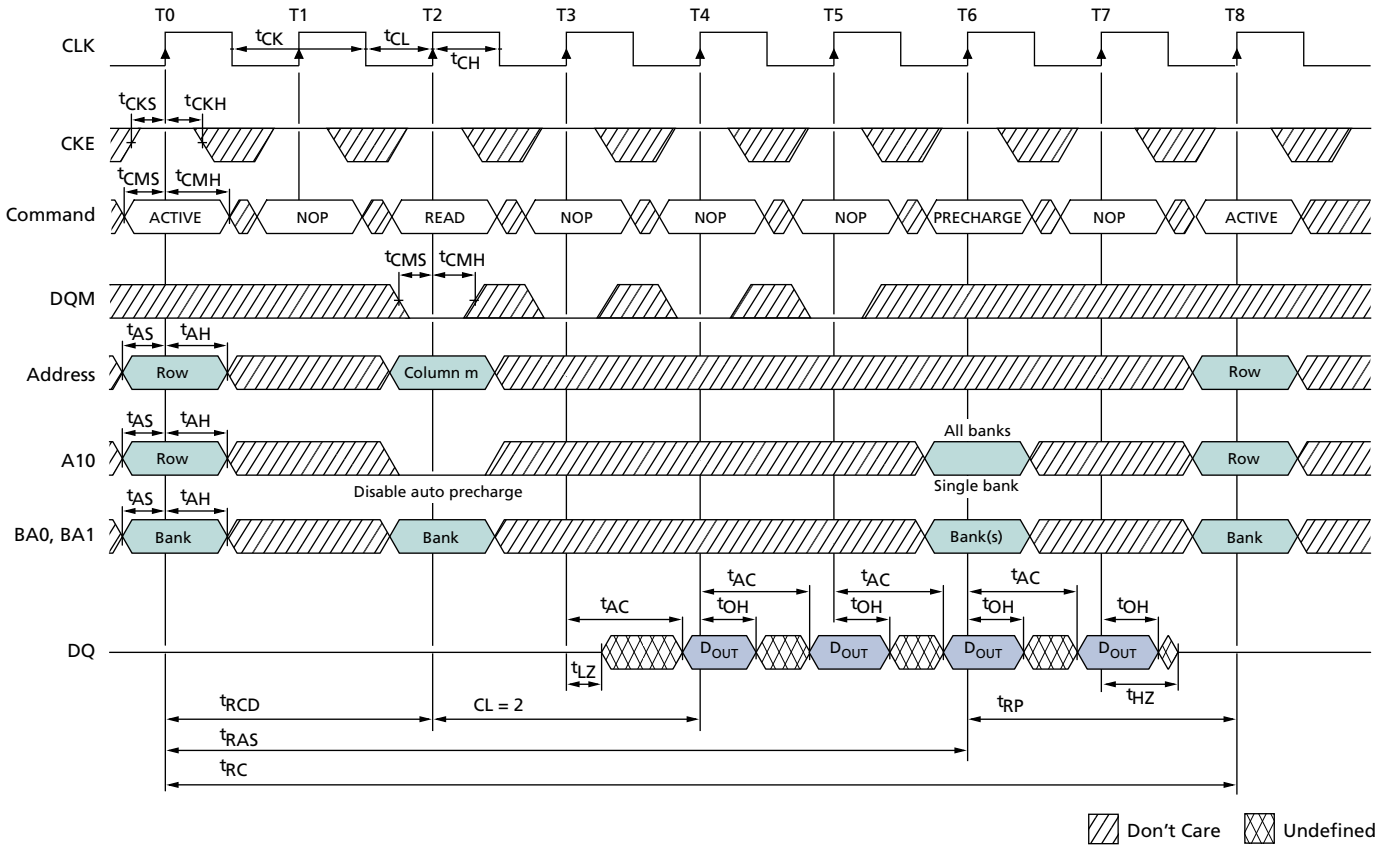 T0 T1 T2 T3 T4 T5 T6 T7 T8
CLK tCK tCL tCH
tCKS tCKH
CKE
tCMS tCMH
Command ACTIVE NOP READ NOP NOP NOP PRECHARGE NOP ACTIVE
tCMS tCMH
DQM
tAS tAH
Address Row Column m Row
tAS tAH All banks
A10 Row Row
Disable auto precharge Single bank
tAS tAH
BA0, BA1 Bank Bank Bank(s) Bank
tAC tAC tAC tAC
tOH tOH tOH tOH
DQ DOUT DOUT DOUT DOUT
tLZ tHZ
tRCD CL = 2 tRP
tRAS
tRC
Don't Care Undefined